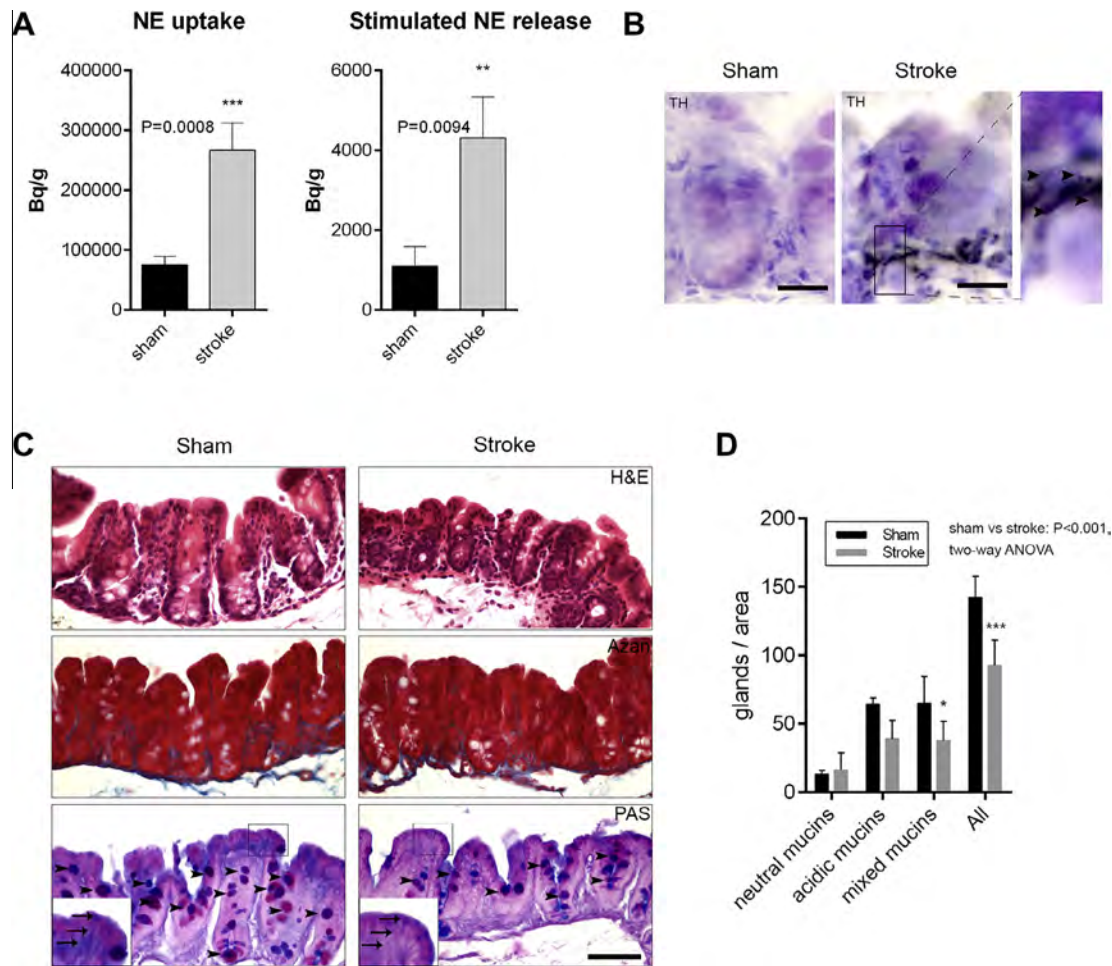 A
NE uptake
Stimulated NE release
400000
300000
200000
100000
0
Bq/g
***
P=0.0008
sham
stroke
6000
4000
2000
0
Bq/g
**
P=0.0094
sham
stroke
B
Sham
Stroke
TH
TH
C
Sham
Stroke
H&E
Azan
PAS
D
200
150
100
50
0
glands / area
Sham
Stroke
sham vs stroke: P<0.001,
two-way ANOVA
*
***
neutral mucins
acidic mucins
mixed mucins
All